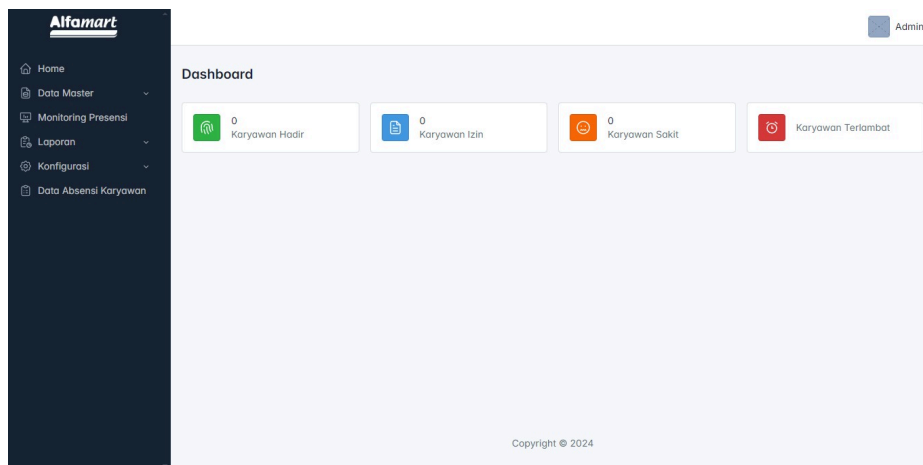 Alfamart
Admin
Home
Data Master
Monitoring Presensi
Laporan
Konfigurasi
Data Absensi Karyawan
Dashboard
0
Karyawan Hadir
0
Karyawan Izin
0
Karyawan Sakit
Karyawan Terlambat
Copyright © 2024